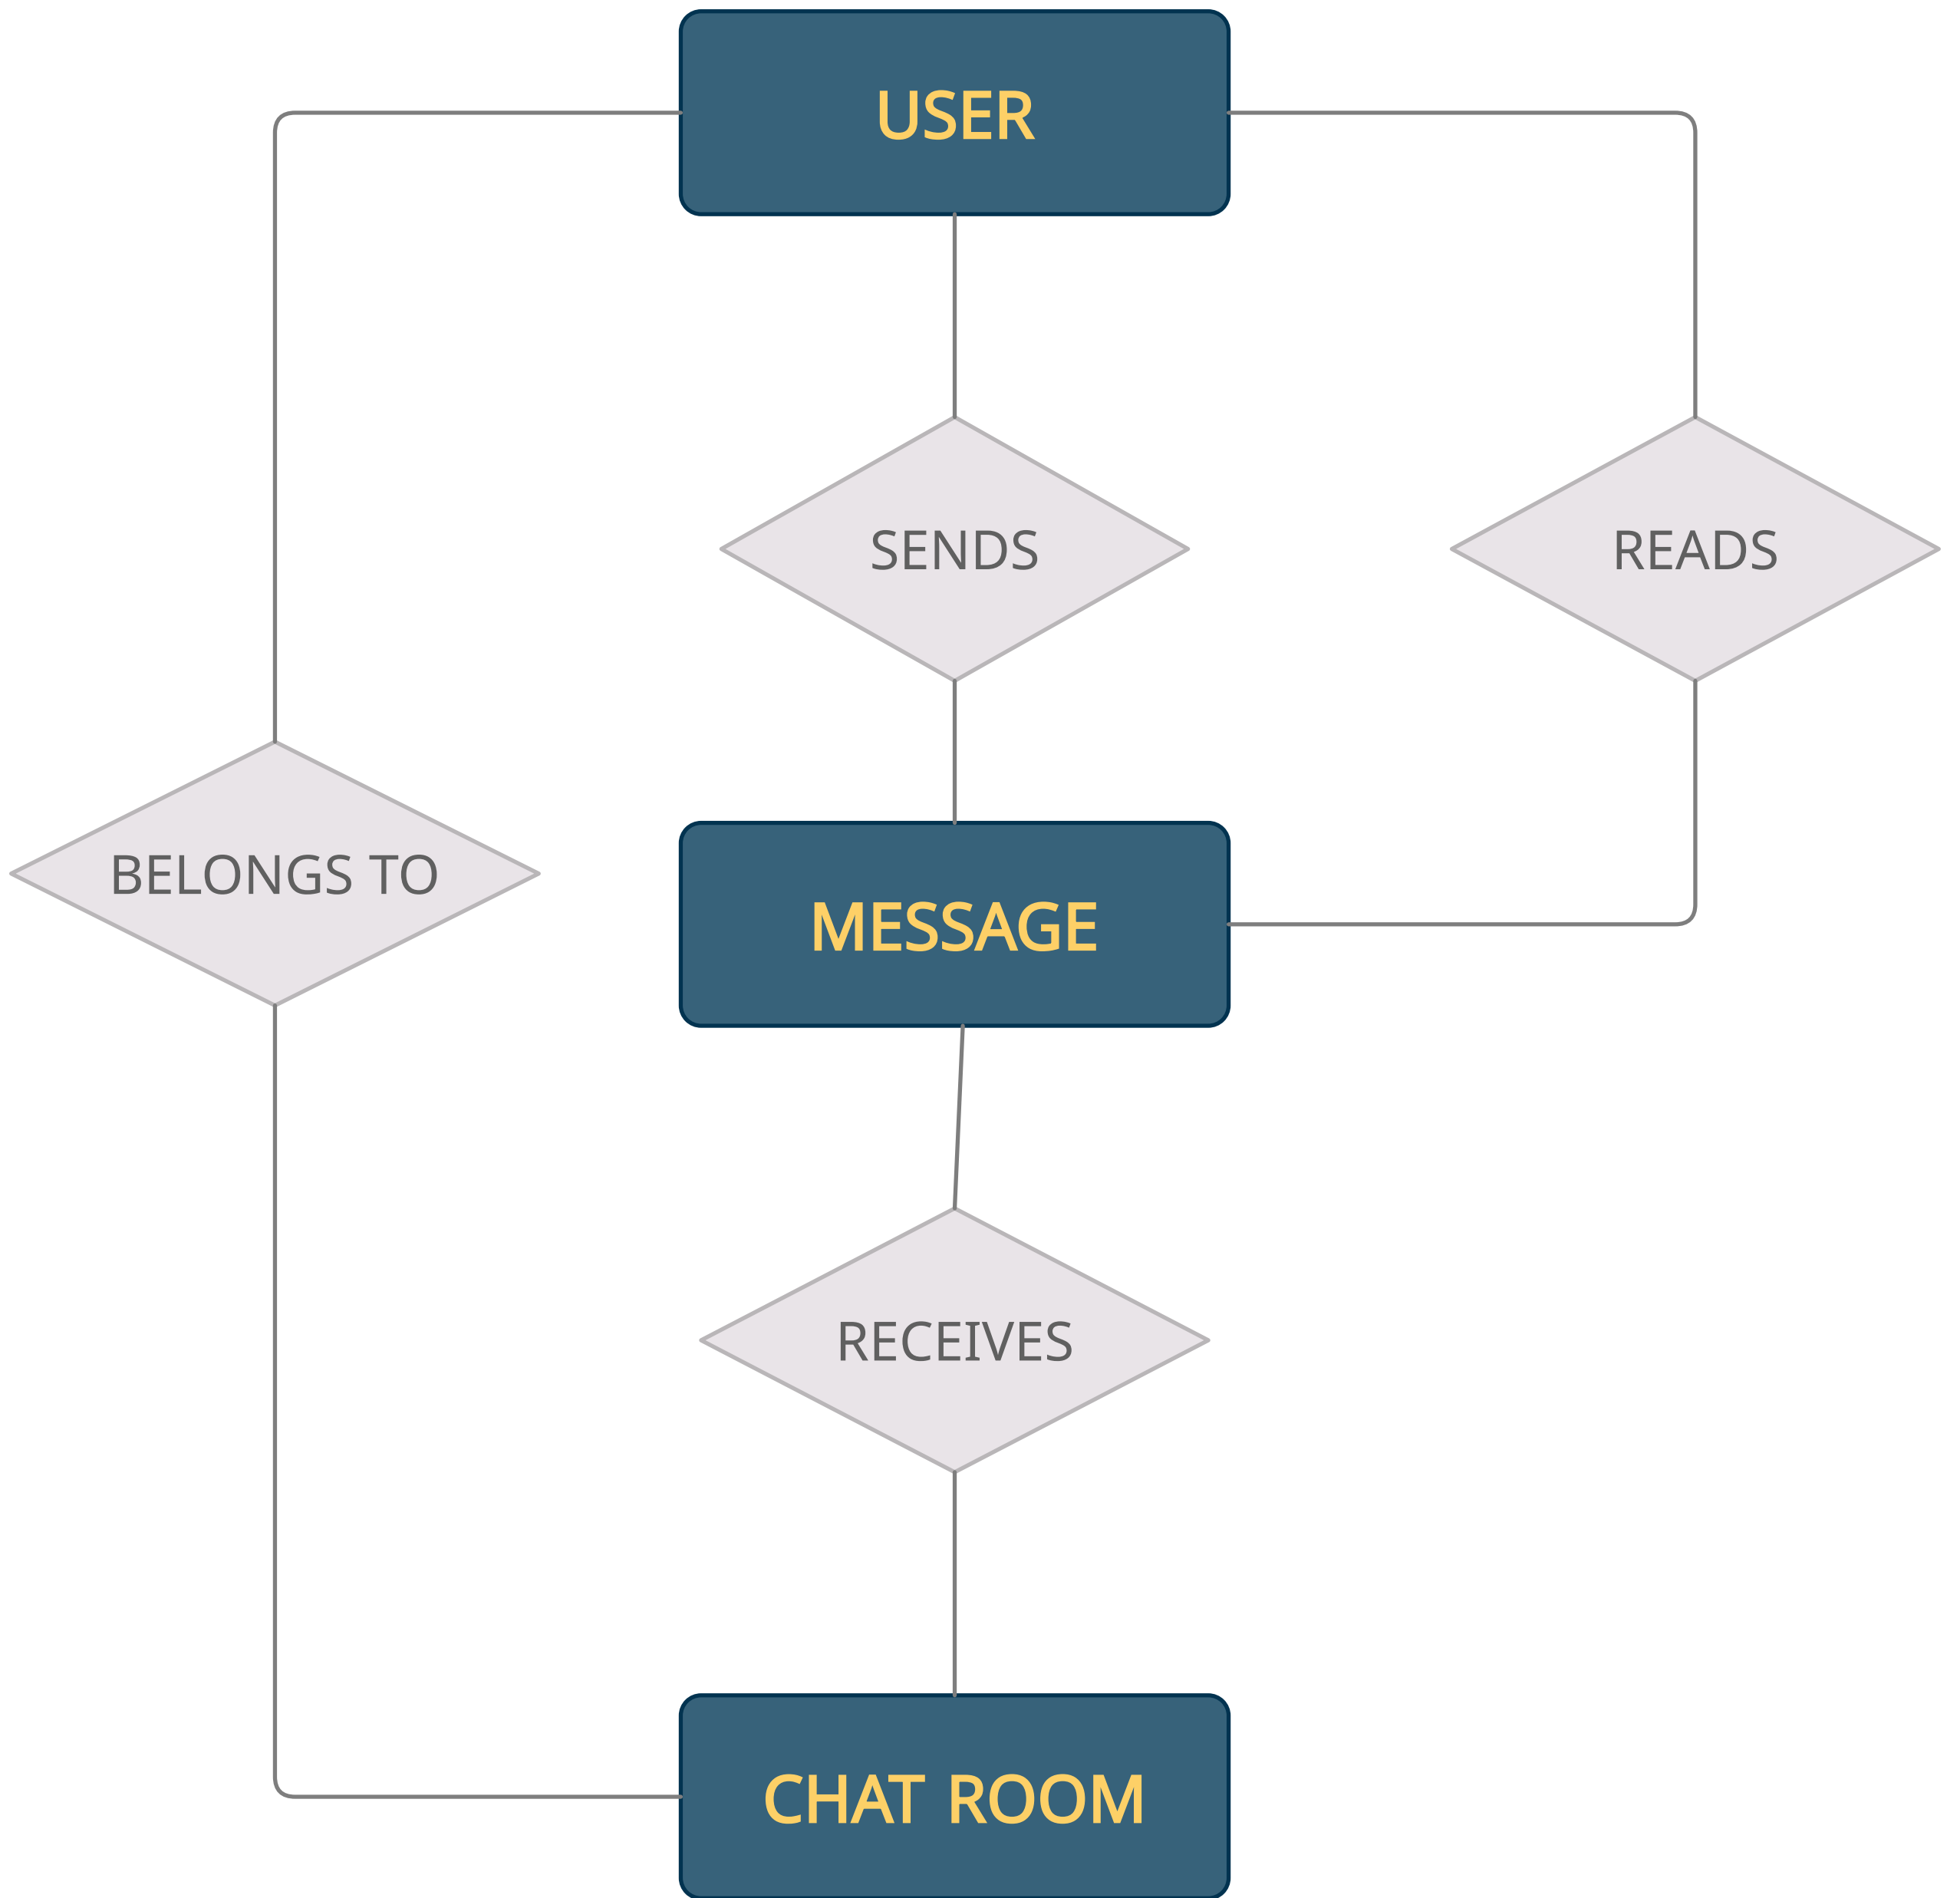 USER
SENDS
READS
BELONGS TO
MESSAGE
RECEIVES
CHAT ROOM